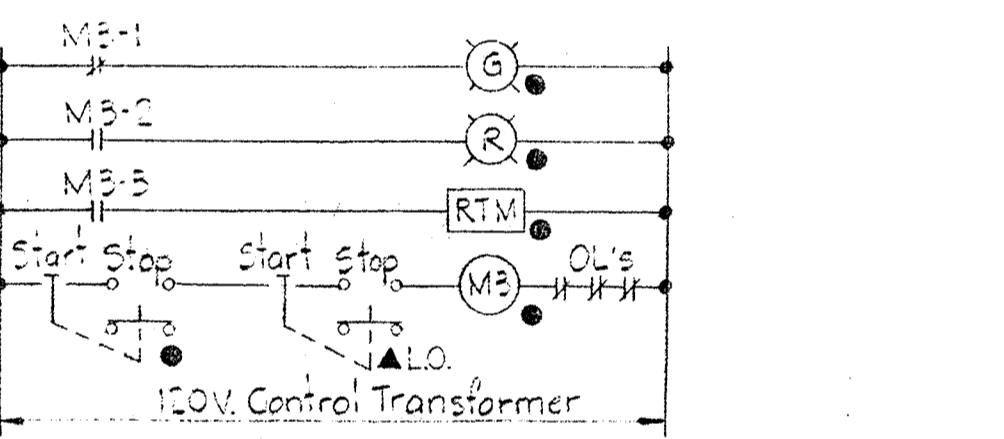 M3-1
G
M3-2
R
M3-3
RTM
Start Stop Start Stop M3 OL's
L.O.
120V. Control Transformer